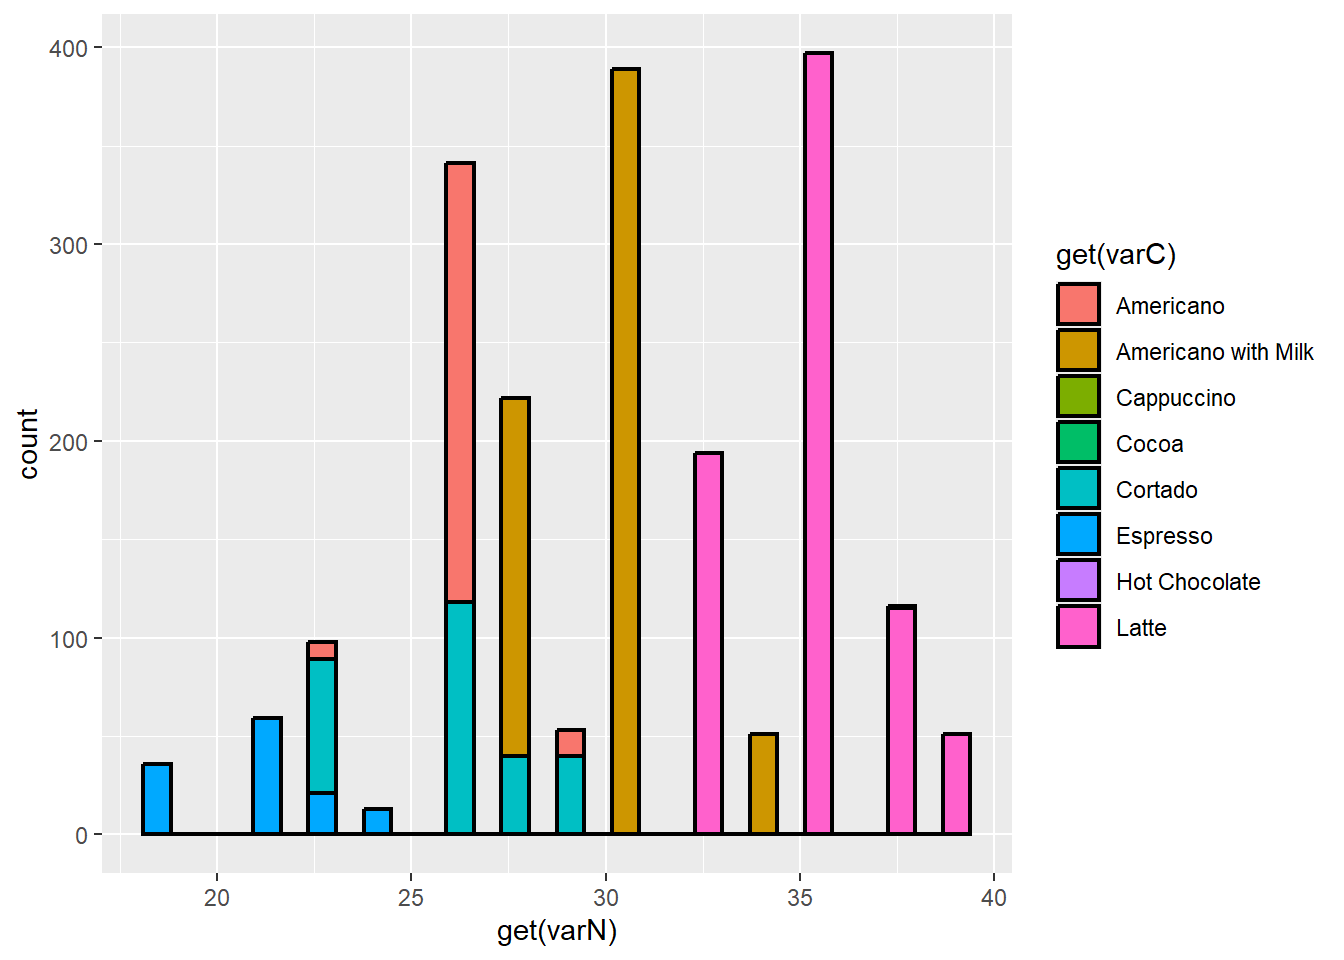 400
300
200
100
0
count
20 25 30 35 40
get(varN)
get(varC)
Americano
Americano with Milk
Cappuccino
Cocoa
Cortado
Espresso
Hot Chocolate
Latte